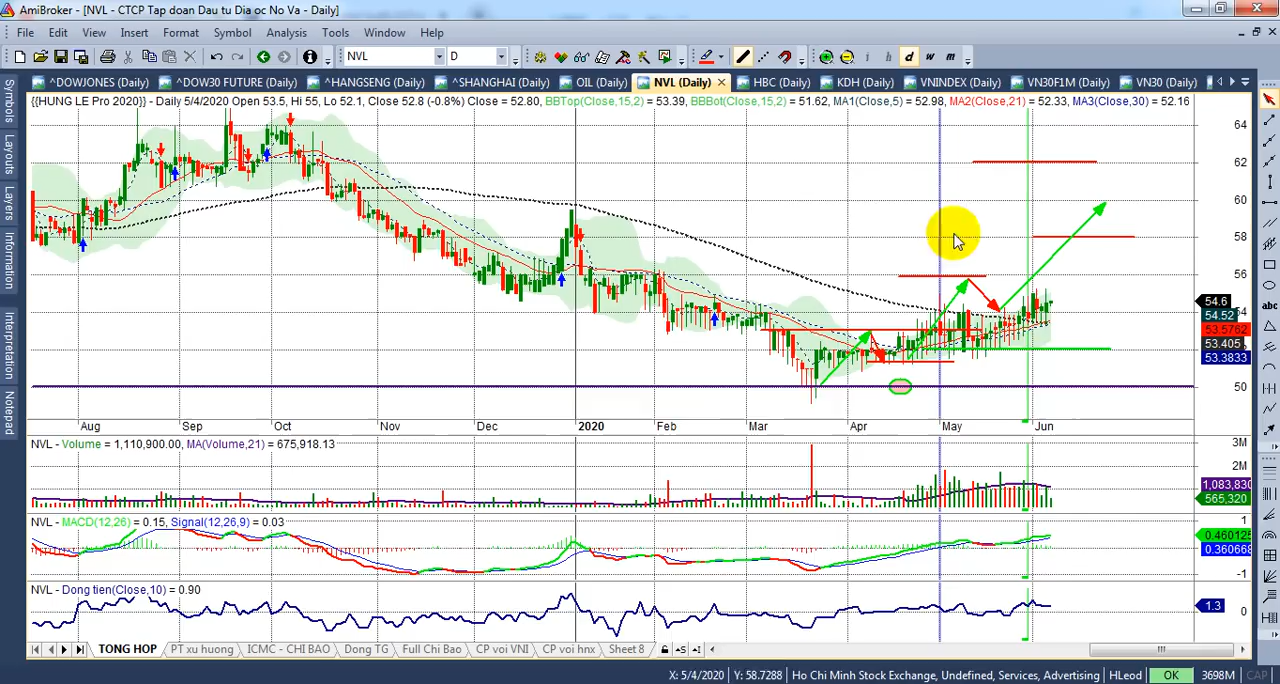 AmiBroker - [NVL - CTCP Tap doan Dau tu Dia oc No Va - Daily]
File Edit View Insert Format Symbol Analysis Tools Window Help
NVL D i h d w m
^DOWJONES (Daily) ^DOW30 FUTURE (Daily) ^HANGSENG (Daily) ^SHANGHAI (Daily) OIL (Daily) NVL (Daily) HBC (Daily) KDH (Daily) VNINDEX (Daily) VN30F1M (Daily) VN30 (Daily)
{{HUNG LE Pro 2020}} - Daily 5/4/2020 Open 53.5, Hi 55, Lo 52.1, Close 52.8 (-0.8%) Close = 52.80, BBTop(Close,15,2) = 53.39, BBBot(Close,15,2) = 51.62, MA1(Close,5) = 52.98, MA2(Close,21) = 52.33, MA3(Close,30) = 52.16
Symbols
Layouts
Layers
Information
Interpretation
Notepad
abc
64
62
60
58
56
54.6
54.52
54
53.5762
53.405
53.3833
50
Aug Sep Oct Nov Dec 2020 Feb Mar Apr May Jun
NVL - Volume = 1,110,900.00, MA(Volume,21) = 675,918.13
3M
2M
1,083,830
565,320
NVL - MACD(12,26) = 0.15, Signal(12,26,9) = 0.03
1
0.460125
0.360668
-1
NVL - Dong tien(Close,10) = 0.90
1.3 0
TONG HOP PT xu huong ICMC - CHI BAO Dong TG Full Chi Bao CP voi VNI CP voi hnx Sheet 8
X: 5/4/2020 Y: 58.7288 Ho Chi Minh Stock Exchange, Undefined, Services, Advertising HLeod OK 3698M CAP